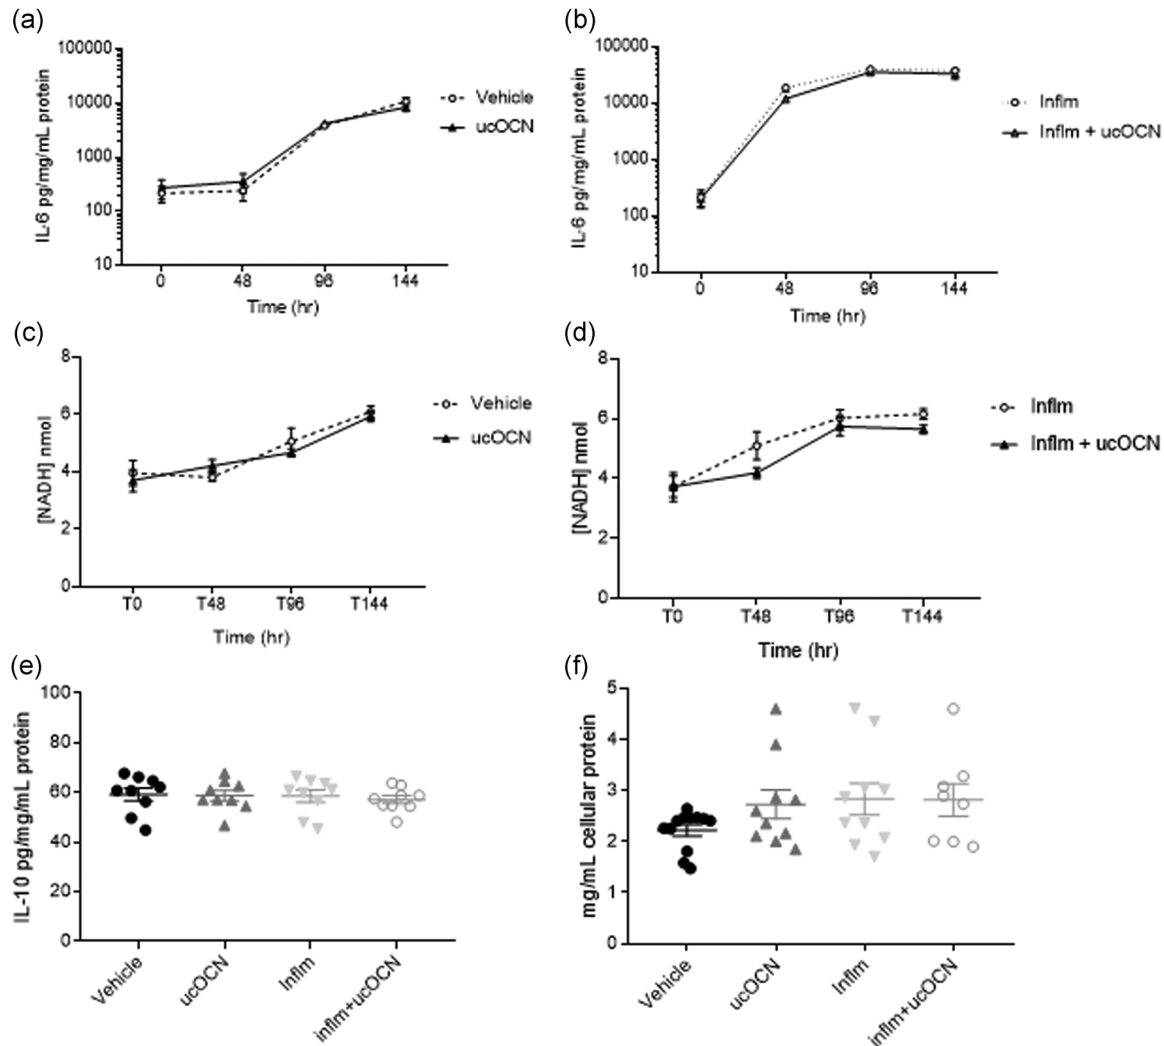 (a)
IL-6 pg/mg/mL protein
100000
10000
1000
100
10
0 48 96 144
Time (hr)
Vehicle
ucOCN
(b)
IL-6 pg/mg/mL protein
100000
10000
1000
100
10
0 48 96 144
Time (hr)
Inflm
Inflm + ucOCN
(c)
[NADH] nmol
8
6
4
2
0
T0 T48 T96 T144
Time (hr)
Vehicle
ucOCN
(d)
[NADH] nmol
8
6
4
2
0
T0 T48 T96 T144
Time (hr)
Inflm
Inflm + ucOCN
(e)
IL-10 pg/mg/mL protein
100
80
60
40
20
0
Vehicle
ucOCN
Inflm
inflm+ucOCN
(f)
mg/mL cellular protein
5
4
3
2
1
0
Vehicle
ucOCN
Inflm
inflm+ucOCN